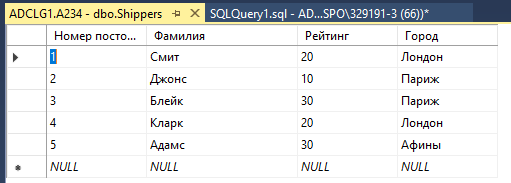 ADCLG1.A234 - dbo.Shippers SQLQuery1.sql - AD...SPO\329191-3 (66))*
Номер посто... Фамилия Рейтинг Город
1 Смит 20 Лондон
2 Джонс 10 Париж
3 Блейк 30 Париж
4 Кларк 20 Лондон
5 Адамс 30 Афины
NULL NULL NULL NULL